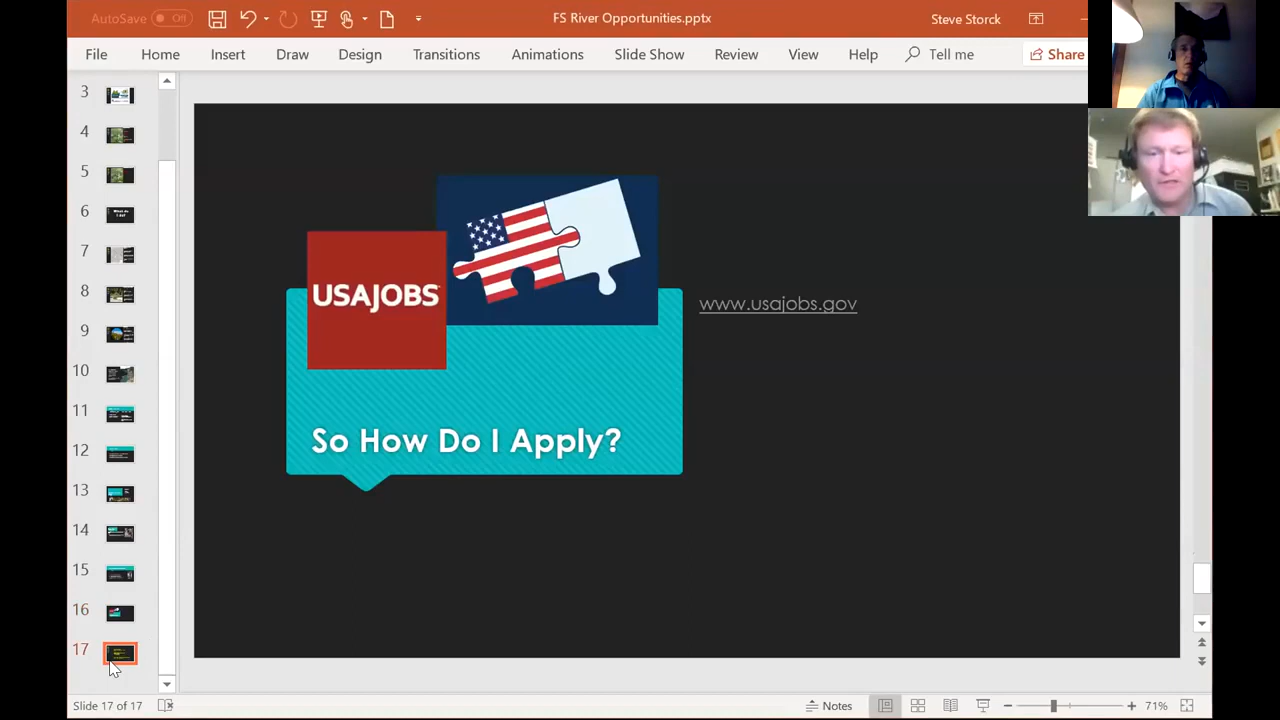 AutoSave Off
FS River Opportunities.pptx
Steve Storck
File Home Insert Draw Design Transitions Animations Slide Show Review View Help Tell me Share
3
4
5
6
7
8
9
10
11
12
13
14
15
16
17
USAJOBS
www.usajobs.gov
So How Do I Apply?
Slide 17 of 17
Notes
71%